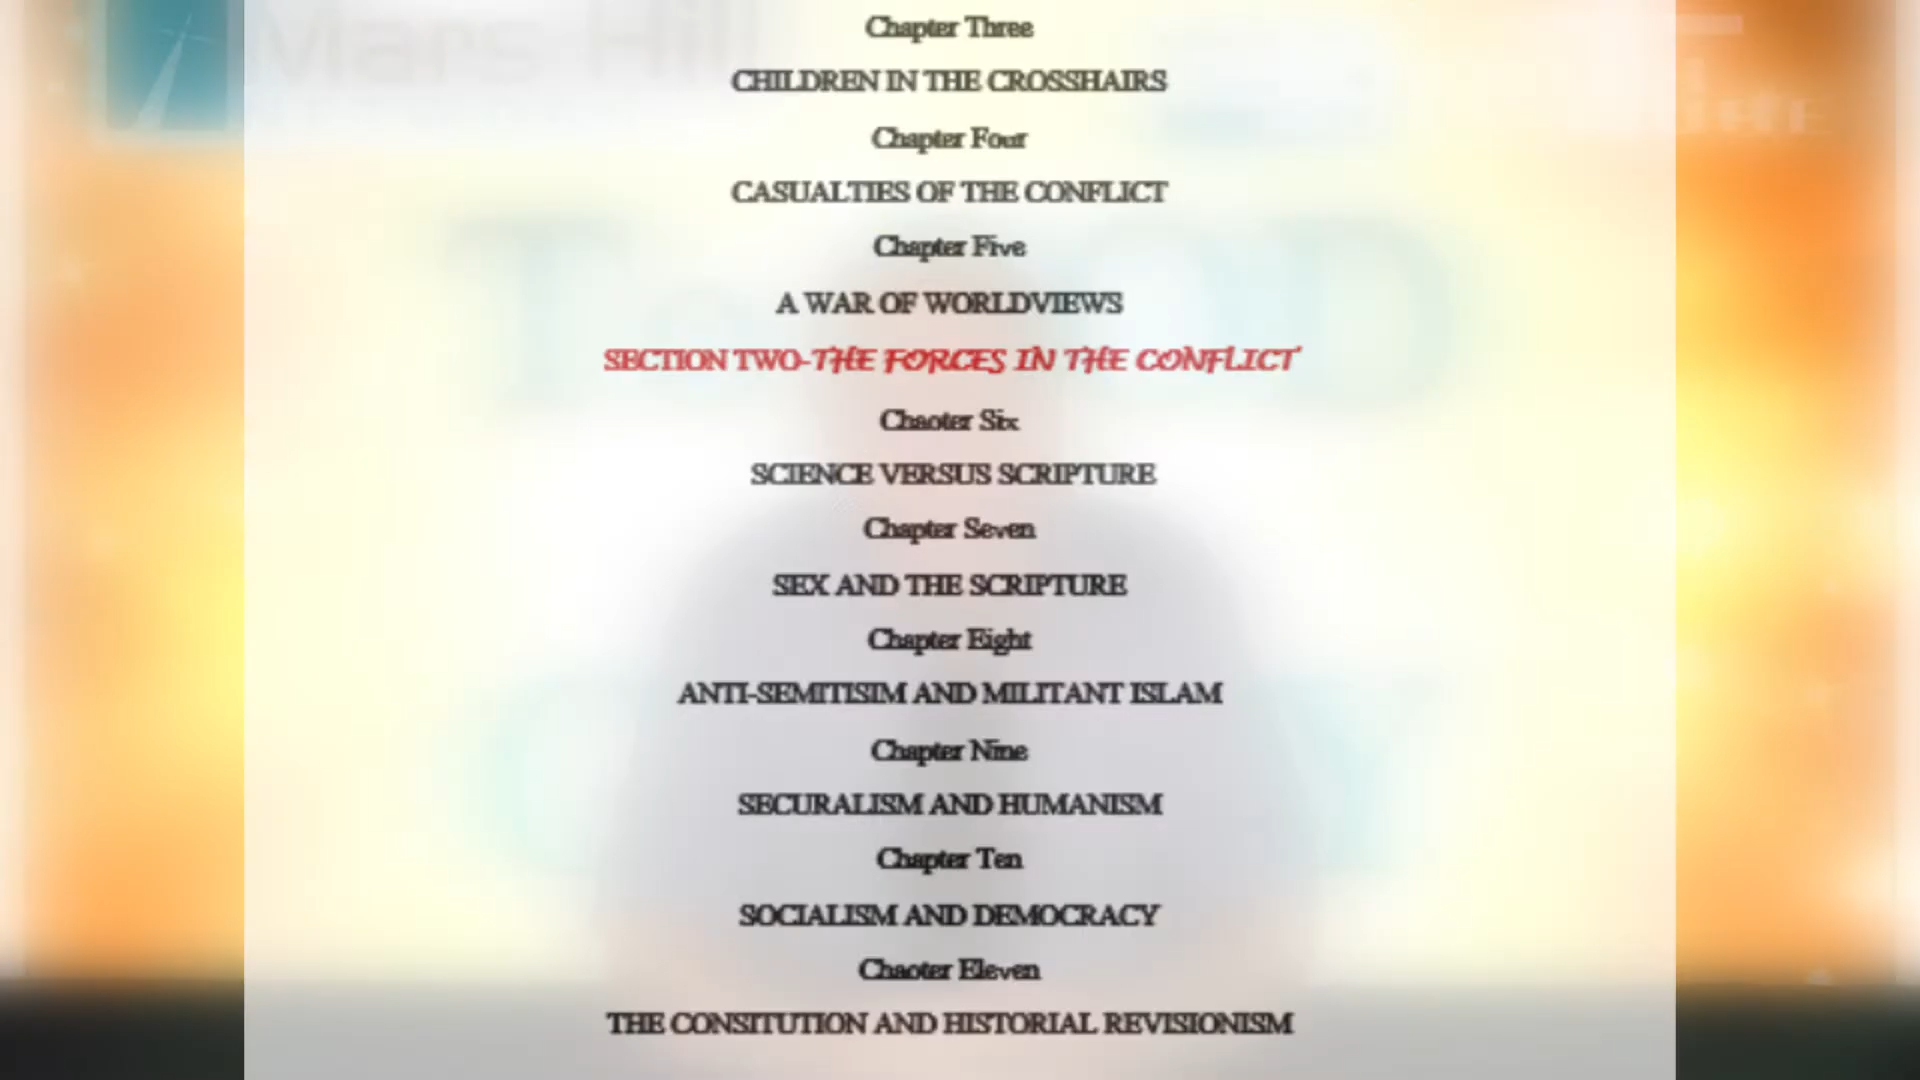 Mars Hill
Chapter Three
CHILDREN IN THE CROSSHAIRS
Chapter Four
CASUALTIES OF THE CONFLICT
Chapter Five
A WAR OF WORLDVIEWS
SECTION TWO-THE FORCES IN THE CONFLICT
Chaoter Six
SCIENCE VERSUS SCRIPTURE
Chapter Seven
SEX AND THE SCRIPTURE
Chapter Eight
ANTI-SEMITISIM AND MILITANT ISLAM
Chapter Nine
SECURALISM AND HUMANISM
Chapter Ten
SOCIALISM AND DEMOCRACY
Chaoter Eleven
THE CONSITUTION AND HISTORIAL REVISIONISM